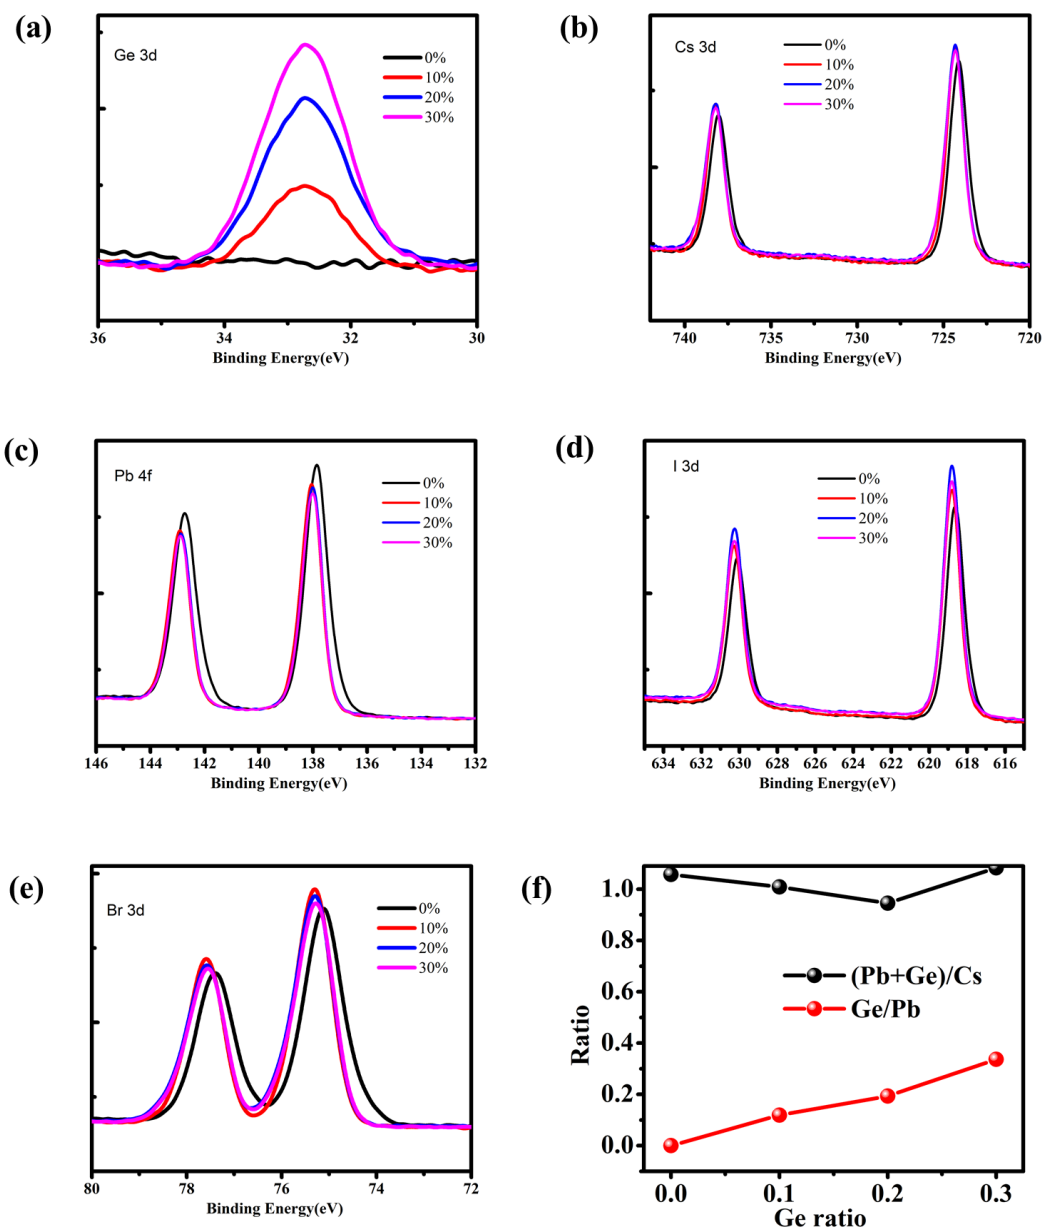 (a)
Ge 3d
0%
10%
20%
30%
36 34 32 30
Binding Energy(eV)
(b)
Cs 3d
0%
10%
20%
30%
740 735 730 725 720
Binding Energy(eV)
(c)
Pb 4f
0%
10%
20%
30%
146 144 142 140 138 136 134 132
Binding Energy(eV)
(d)
I 3d
0%
10%
20%
30%
634 632 630 628 626 624 622 620 618 616
Binding Energy(eV)
(e)
Br 3d
0%
10%
20%
30%
80 78 76 74 72
Binding Energy(eV)
(f)
1.0
0.8
0.6
0.4
0.2
0.0
Ratio
(Pb+Ge)/Cs
Ge/Pb
0.0 0.1 0.2 0.3
Ge ratio